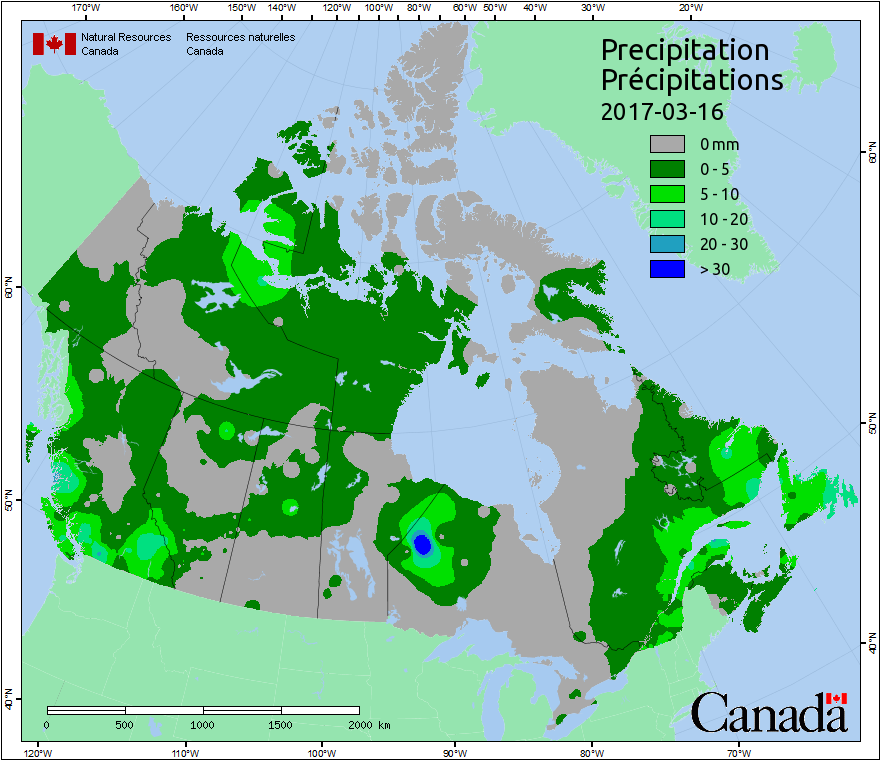 170°W 160°W 150°W 140°W 130°W 120°W 110°W 100°W 90°W 80°W 70°W 60°W 50°W 40°W 30°W 20°W
Natural Resources Ressources naturelles
Canada Canada
Precipitation
Précipitations
2017-03-16
0 mm
0 - 5
5 - 10
10 - 20
20 - 30
> 30
60°N 60°N
50°N 50°N
40°N 40°N
0 500 1000 1500 2000 km
Canada
120°W 110°W 100°W 90°W 80°W 70°W